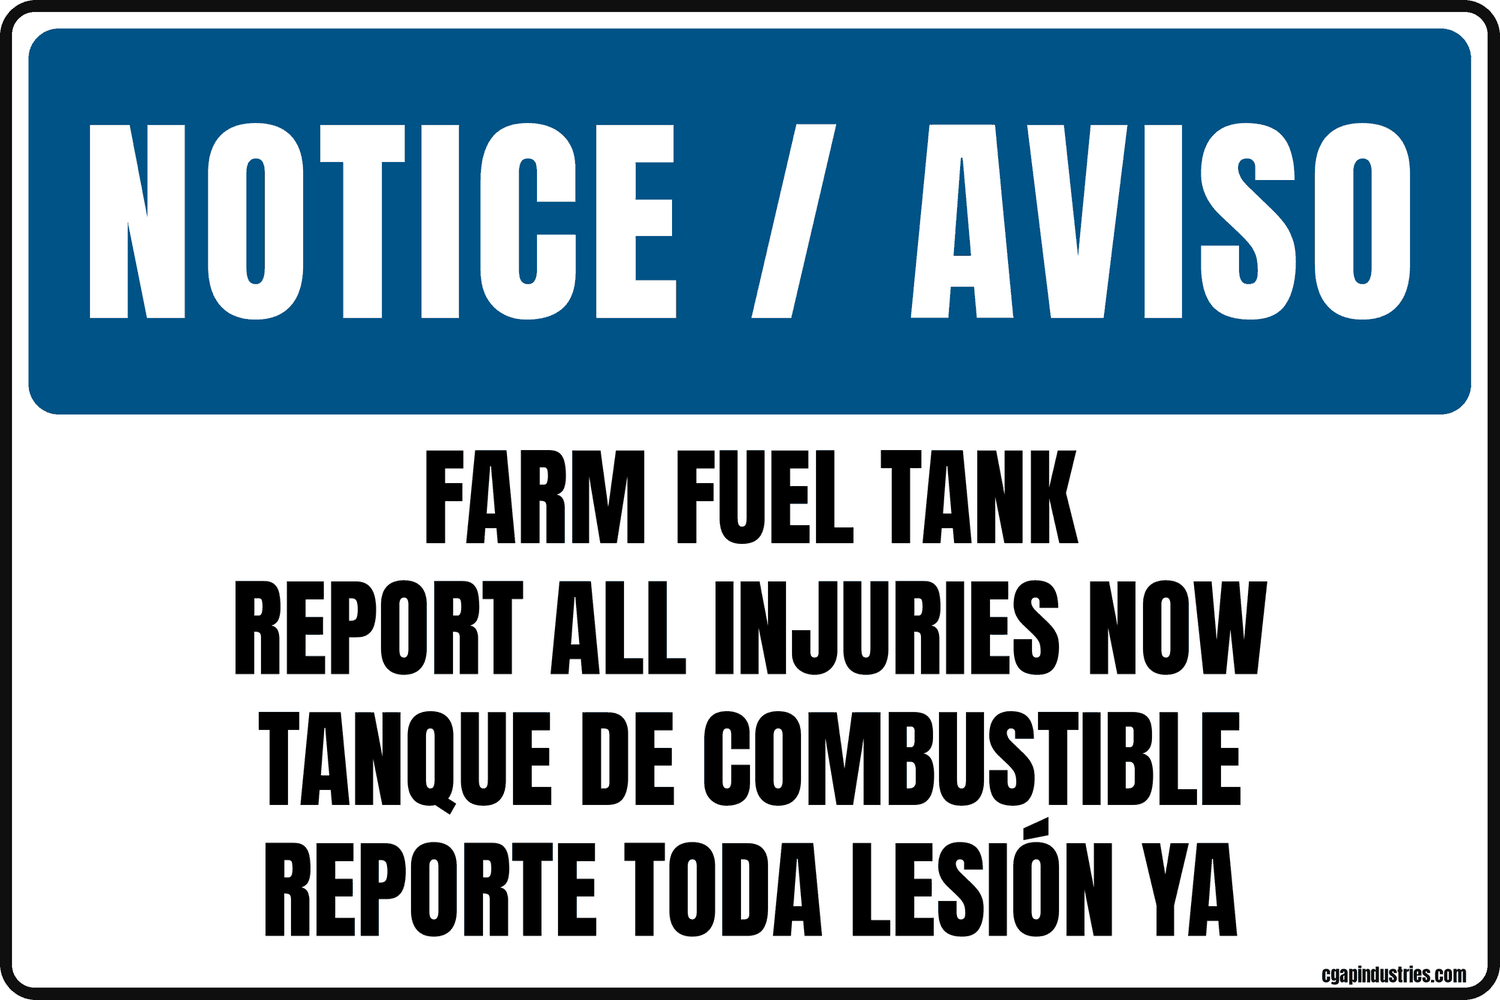 NOTICE / AVISO
FARM FUEL TANK
REPORT ALL INJURIES NOW
TANQUE DE COMBUSTIBLE
REPORTE TODA LESIÓN YA
cgapindustries.com